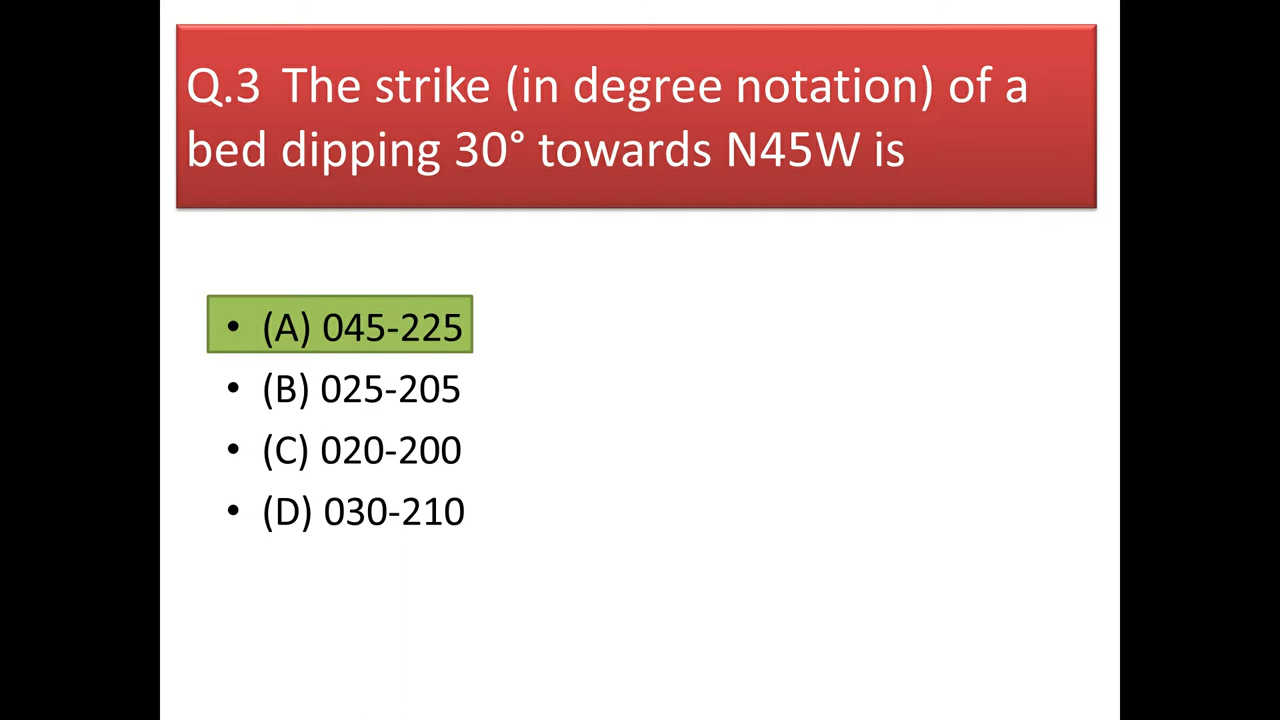 Q.3 The strike (in degree notation) of a
bed dipping 30° towards N45W is
• (A) 045-225
• (B) 025-205
• (C) 020-200
• (D) 030-210